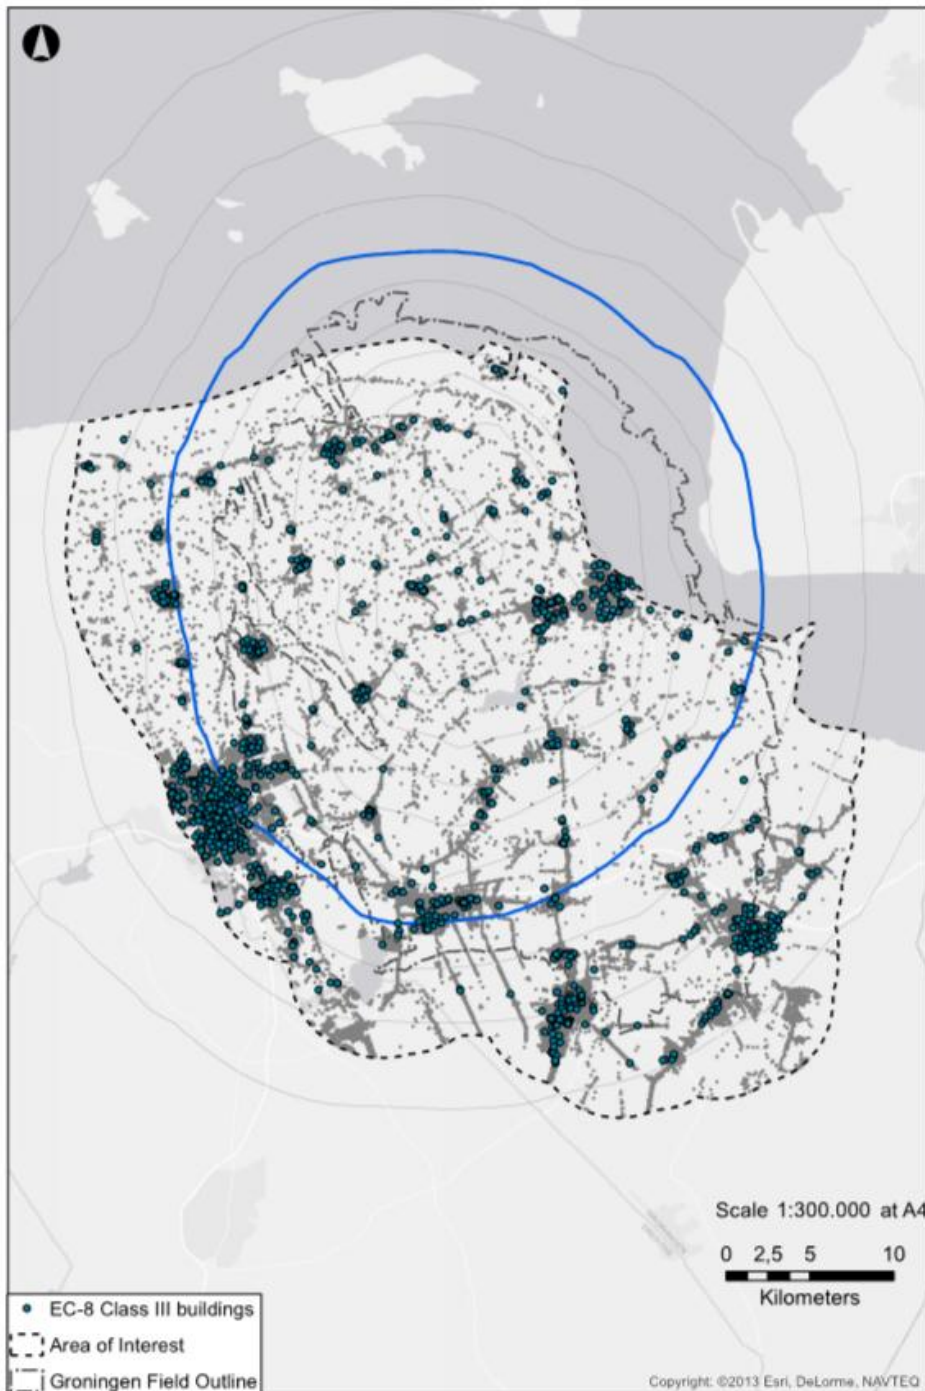 Scale 1:300.000 at A4
0 2,5 5 10
Kilometers
EC-8 Class III buildings
Area of Interest
Groningen Field Outline
Copyright: ©2013 Esri, DeLorme, NAVTEQ